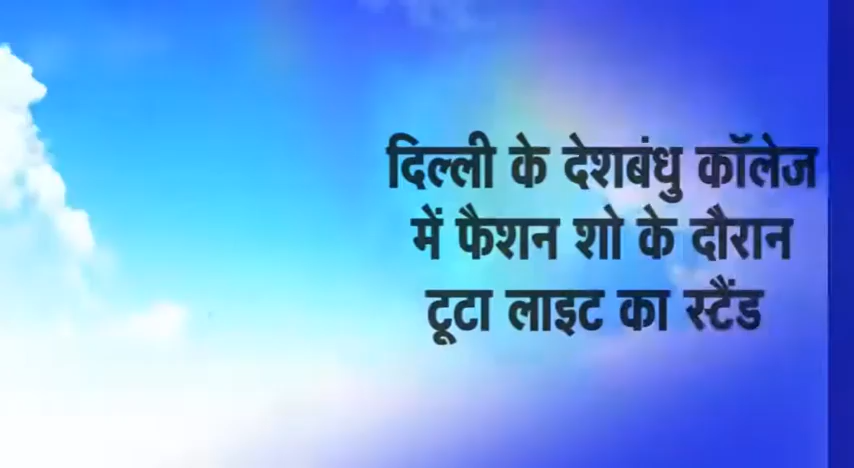 दिल्ली के देशबंधु कॉलेज
में फैशन शो के दौरान
टूटा लाइट का स्टैंड